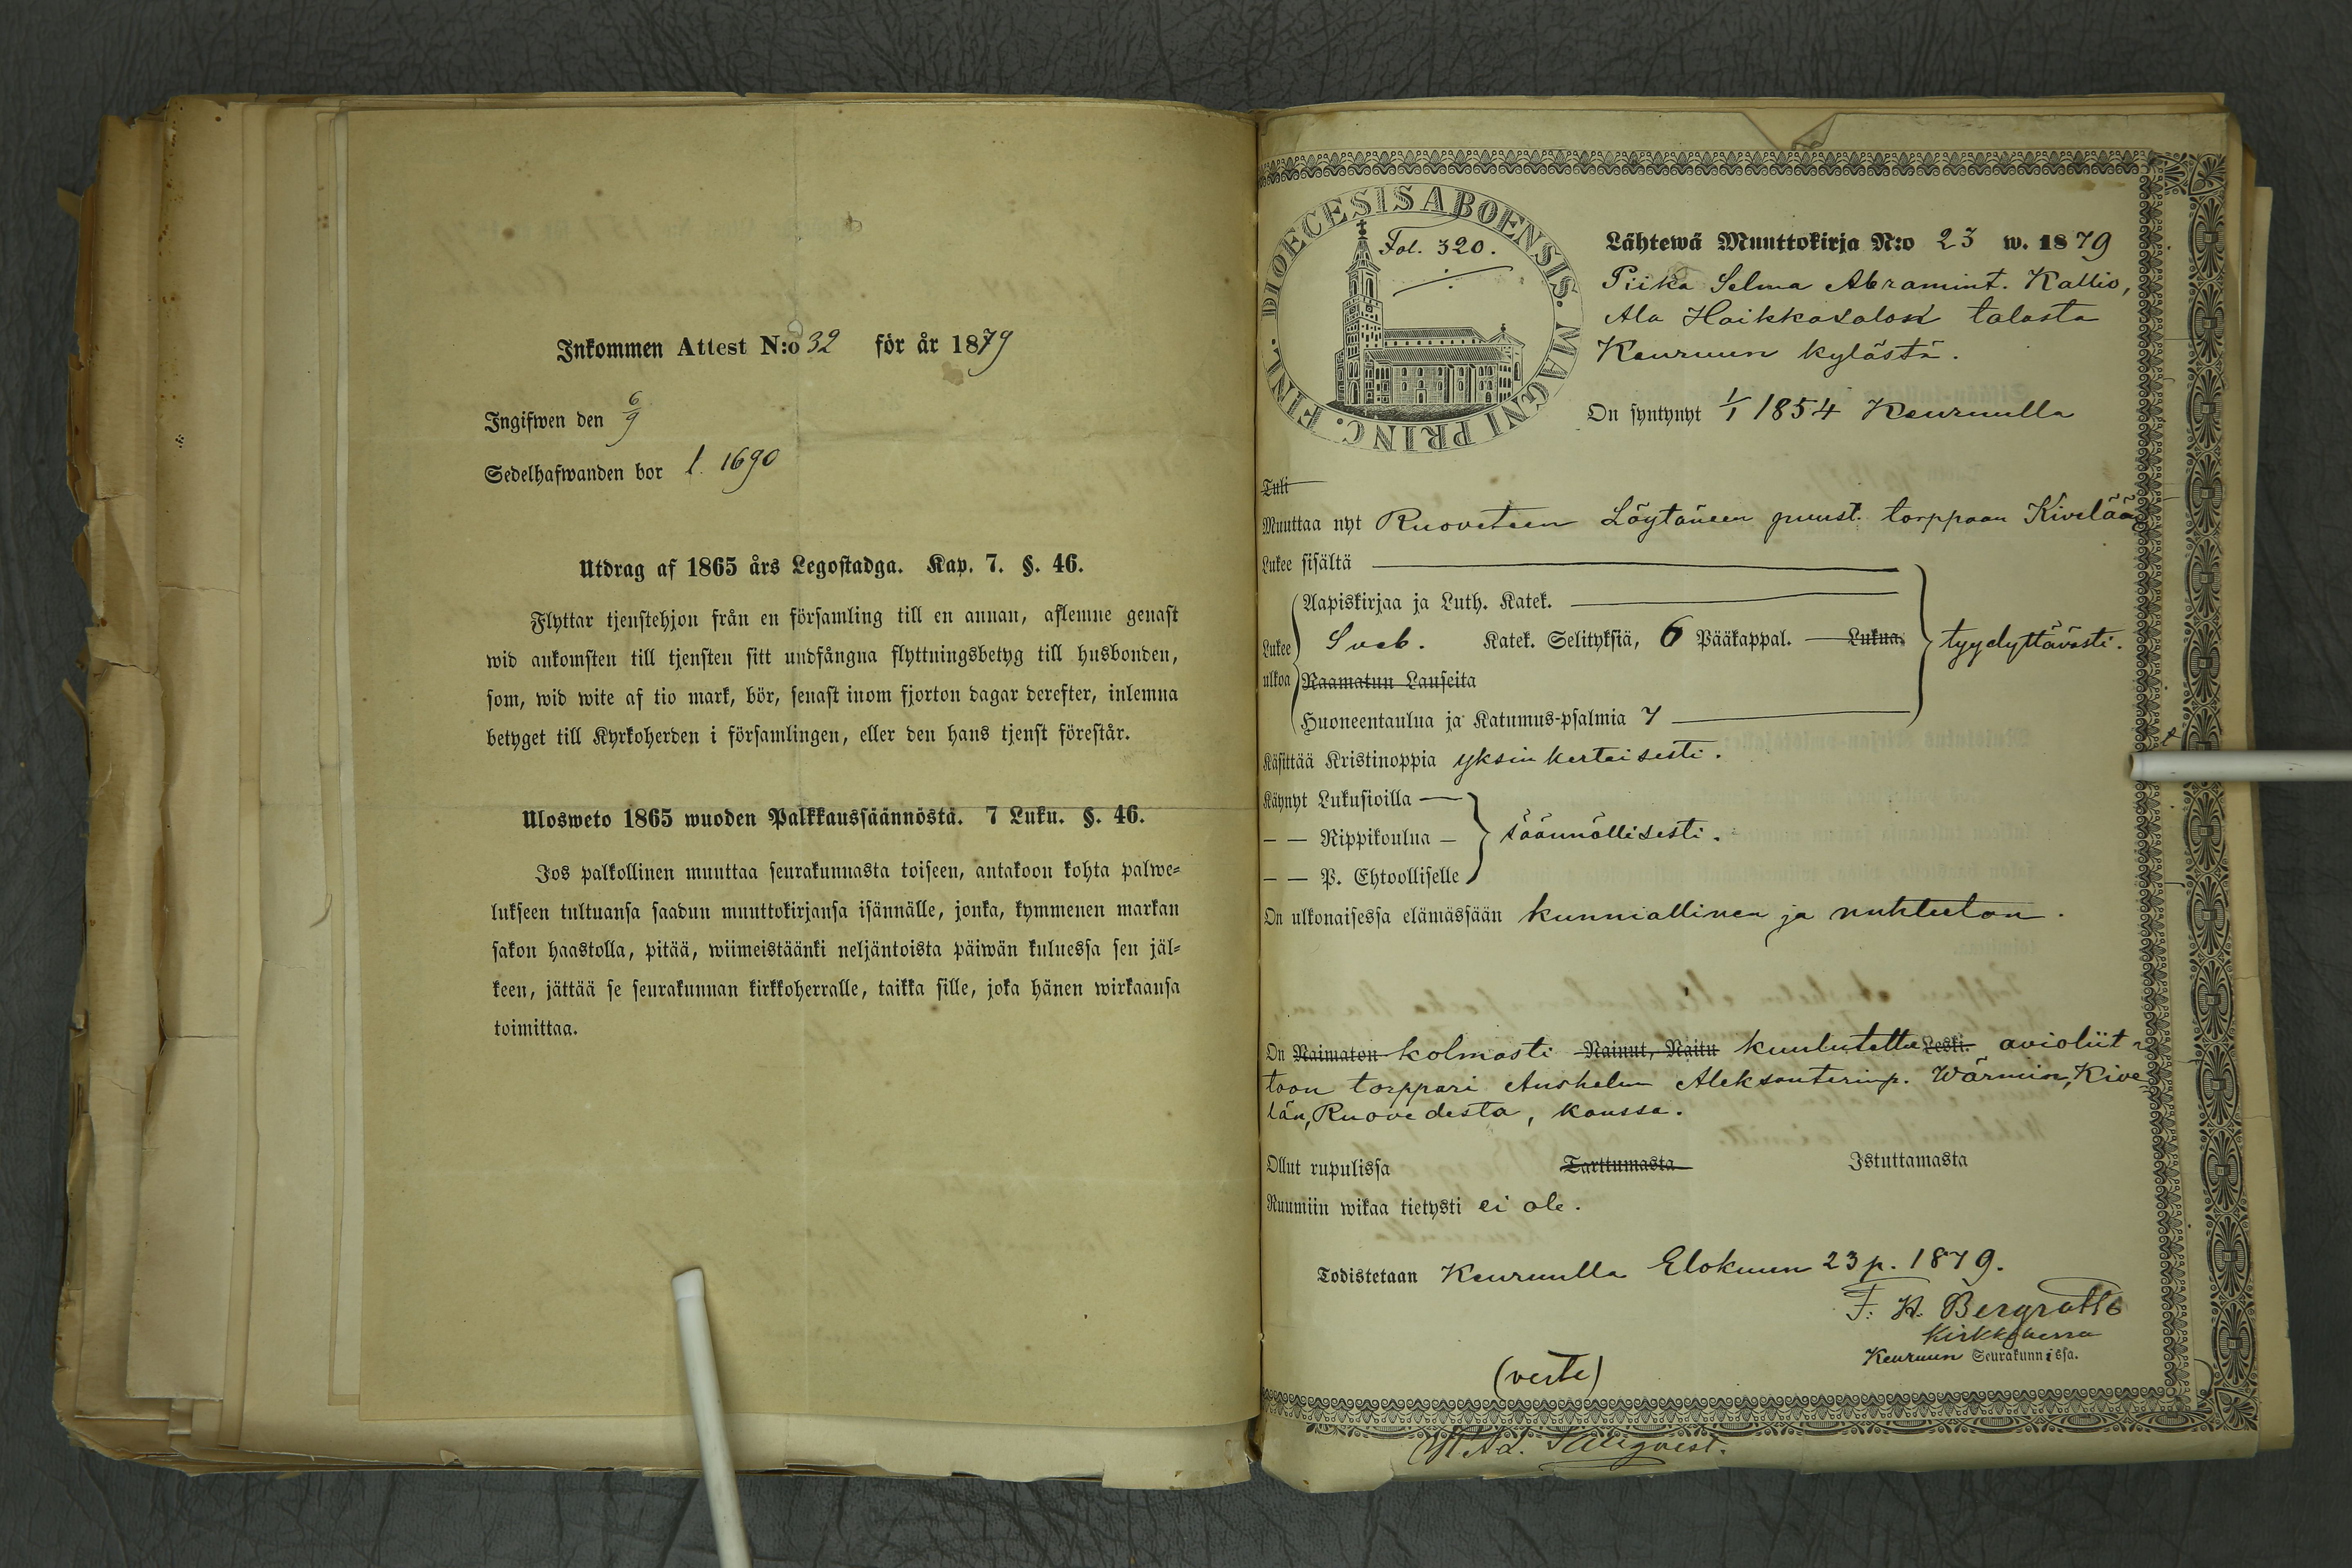 Inkommen Attest N:o 32 för år 1879
Ingifwen den 6/9
Sedelhafwanden bor l. 1690
Utdrag af 1865 års Legostadga. Kap. 7. §. 46.
Flyttar tjenstehjon från en församling till en annan, aflemne genast
wid ankomsten till tjensten sitt undfångna flyttningsbetyg till husbonden,
som, wid wite af tio mark, bör, senast inom fjorton dagar derefter, inlemna
betyget till Kyrkoherden i församlingen, eller den hans tjenst förestår.
Ulosweto 1865 wuoden Palkkaussäännöstä. 7 Luku. §. 46.
Jos palkollinen muuttaa seurakunnasta toiseen, antakoon kohta palwe-
lukseen tultuansa saadun muuttokirjansa isännälle, jonka, kymmenen markan
sakon haastolla, pitää, wiimeistäänki neljäntoista päiwän kuluessa sen jäl-
keen, jättää se seurakunnan kirkkoherralle, taikka sille, joka hänen wirkaansa
toimittaa.
DIOECESIS ABOENSIS. MAGNI PRINC. FINL.
Fol. 320.
Lähtewä Muuttokirja N:o 23 w. 1879
Piika Selma Abramint. Kallio,
Ala Haikkasalon talosta
Keuruun kylästä.
On syntynyt 1/1 1854 Keuruulla
Tuli
Muuttaa nyt Ruoveteen Löytäneen puust. torppaan Kivelään
Lukee sisältä
Aapiskirjaa ja Luth. Katek.
Lukee ulkoa Sveb. Katek. Selityksiä, 6 Pääkappal. Lukua. tyydyttävästi.
Raamatun Lauseita
Huoneentaulua ja Katumus-psalmia 7
Käsittää Kristinoppia yksinkertaisesti.
Käynyt Lukusioilla
— — Rippikoulua — säännöllisesti.
— — P. Ehtoolliselle
On ulkonaisessa elämässään kunniallinen ja nuhteeton.
On Naimaton kolmasti Nainut, Naitu kuulutettu Leski. avioliit-
toon torppari Anshelm Aleksanterinp. Wärmin, Kive-
län, Ruovedestä, kanssa.
Ollut rupulissa Tarttumasta Istuttamasta
Ruumiin wikaa tietysti ei ole.
Todistetaan Keuruulla Elokuun 23 p. 1879.
F. H. Bergroth
Kirkkoherra
Keuruun Seurakunnissa.
(verte)